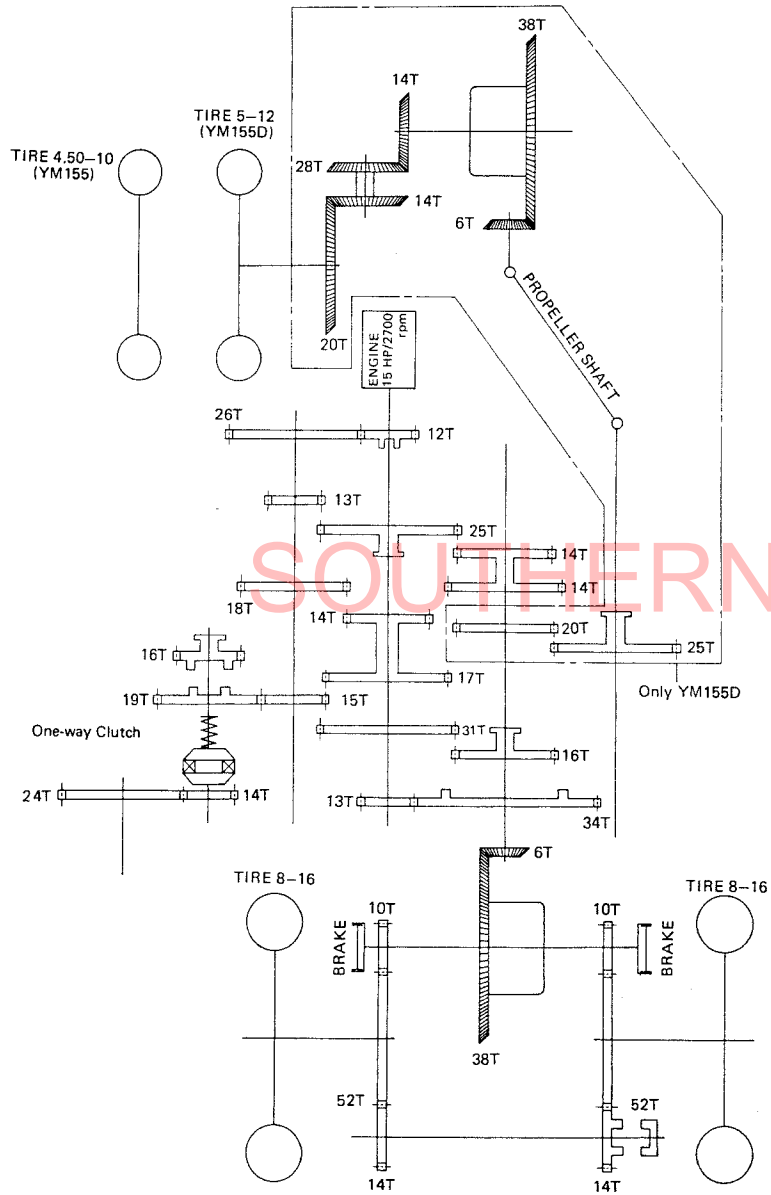 38T
14T
TIRE 5–12
(YM155D)
TIRE 4.50–10
(YM155)
28T
14T
6T
PROPELLER SHAFT
20T
ENGINE
15 HP/2700
rpm
26T
12T
13T
25T
14T
SOUTHERN
18T
14T
14T
20T
16T
25T
17T
19T
15T
Only YM155D
One-way Clutch
31T
16T
24T
14T
13T
34T
6T
TIRE 8–16
TIRE 8–16
10T
10T
BRAKE
BRAKE
38T
52T
52T
14T
14T